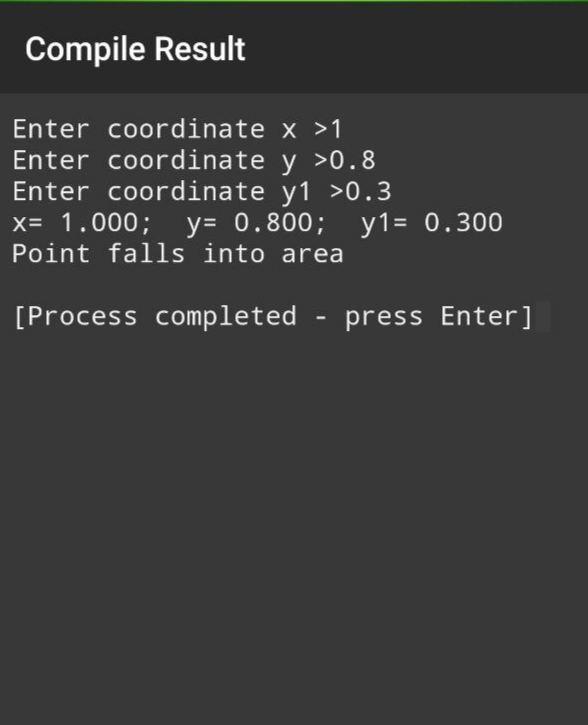 Compile Result
Enter coordinate x >1
Enter coordinate y >0.8
Enter coordinate y1 >0.3
x= 1.000;  y= 0.800;  y1= 0.300
Point falls into area
[Process completed - press Enter]